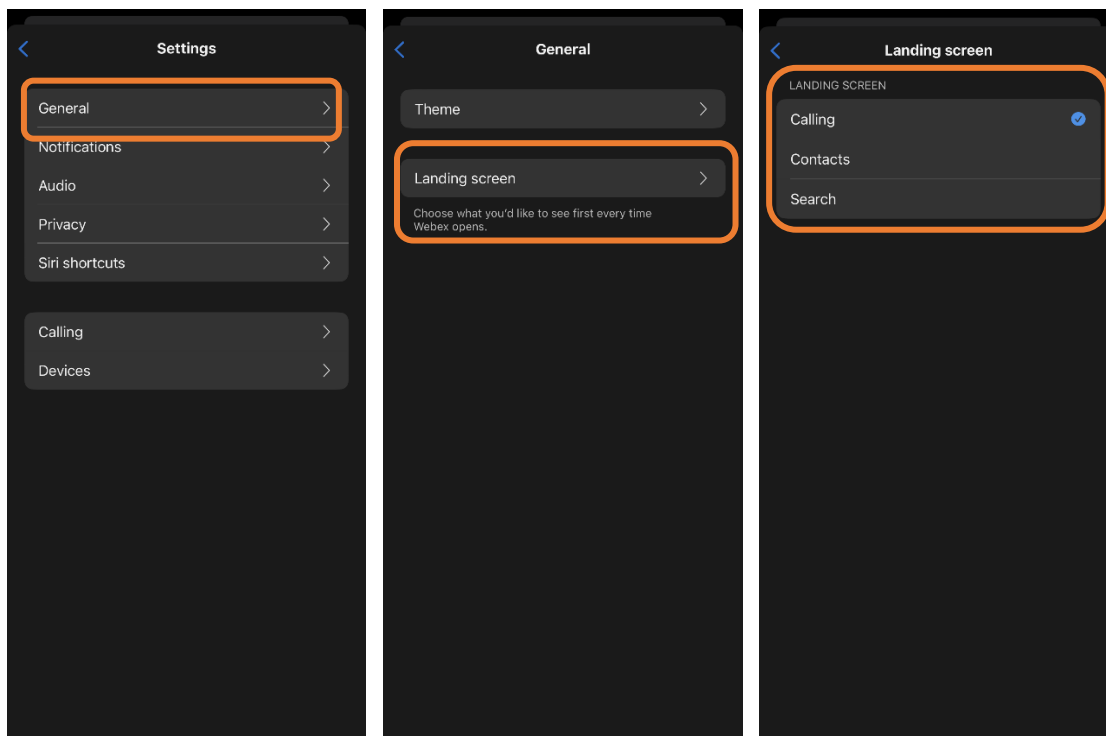 Settings
General
Notifications
Audio
Privacy
Siri shortcuts
Calling
Devices
General
Theme
Landing screen
Choose what you'd like to see first every time
Webex opens.
Landing screen
LANDING SCREEN
Calling
Contacts
Search